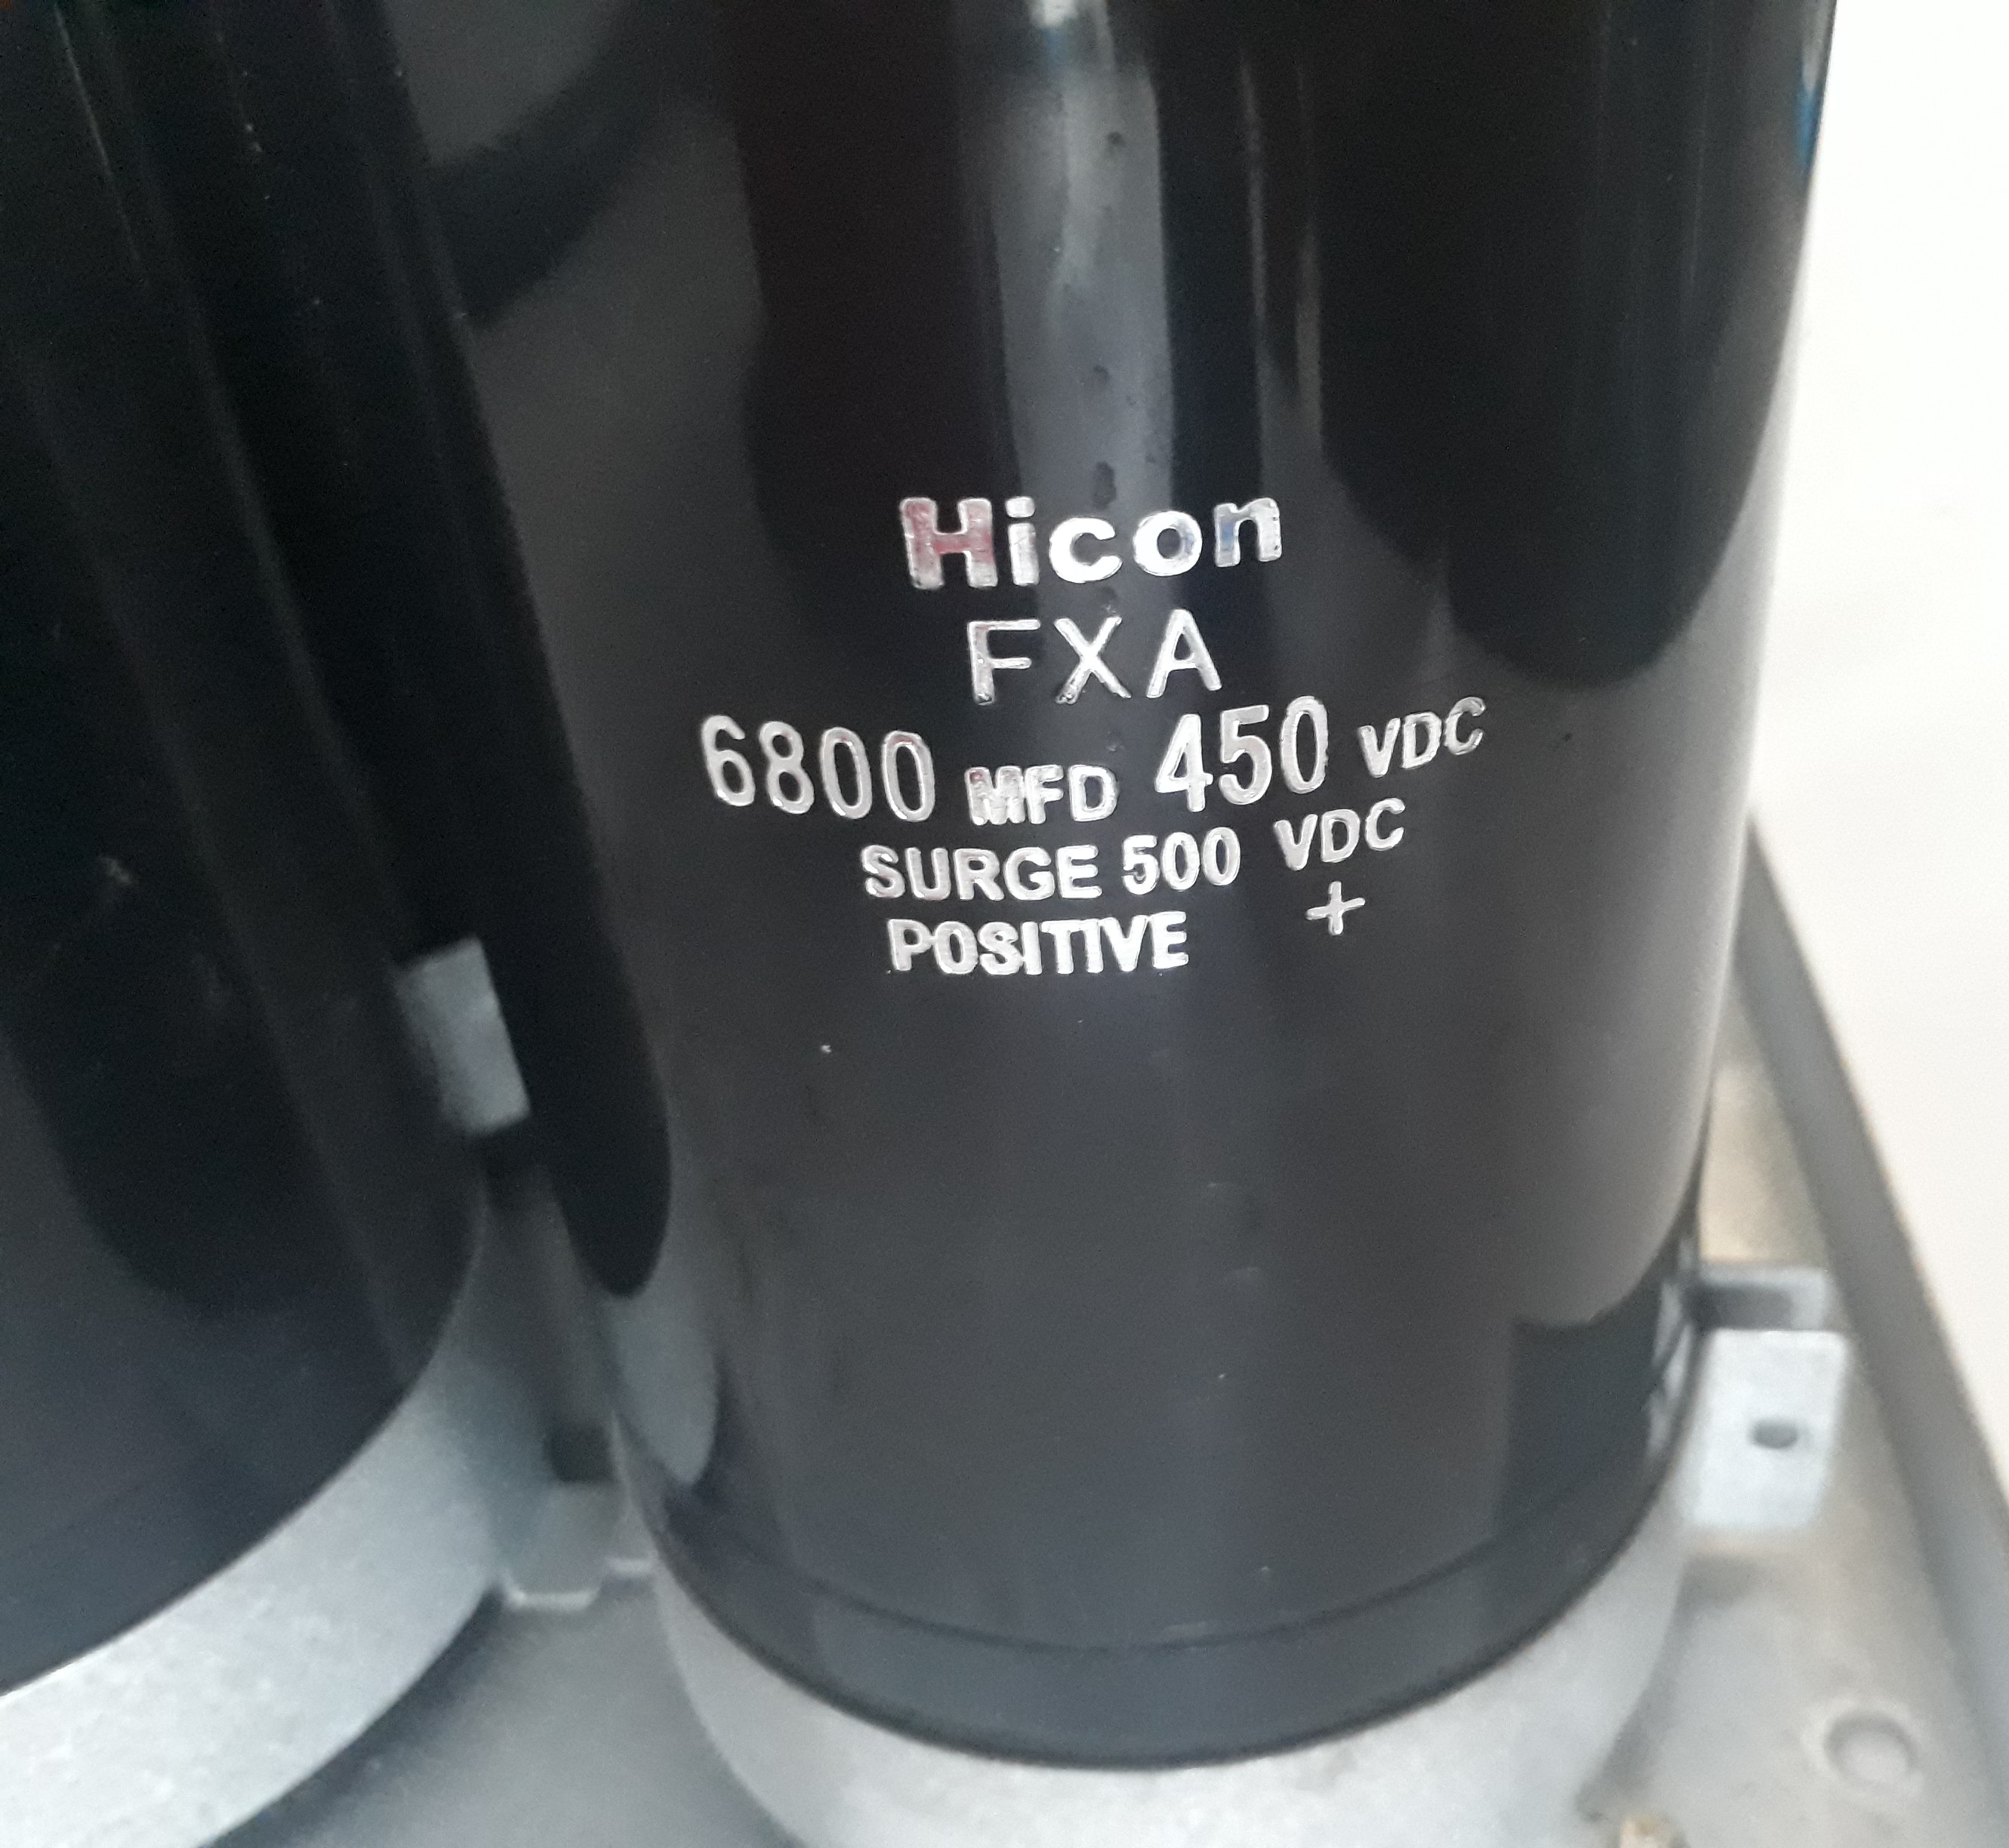 Hicon
FXA
6800 MFD 450 VDC
SURGE 500 VDC
POSITIVE +